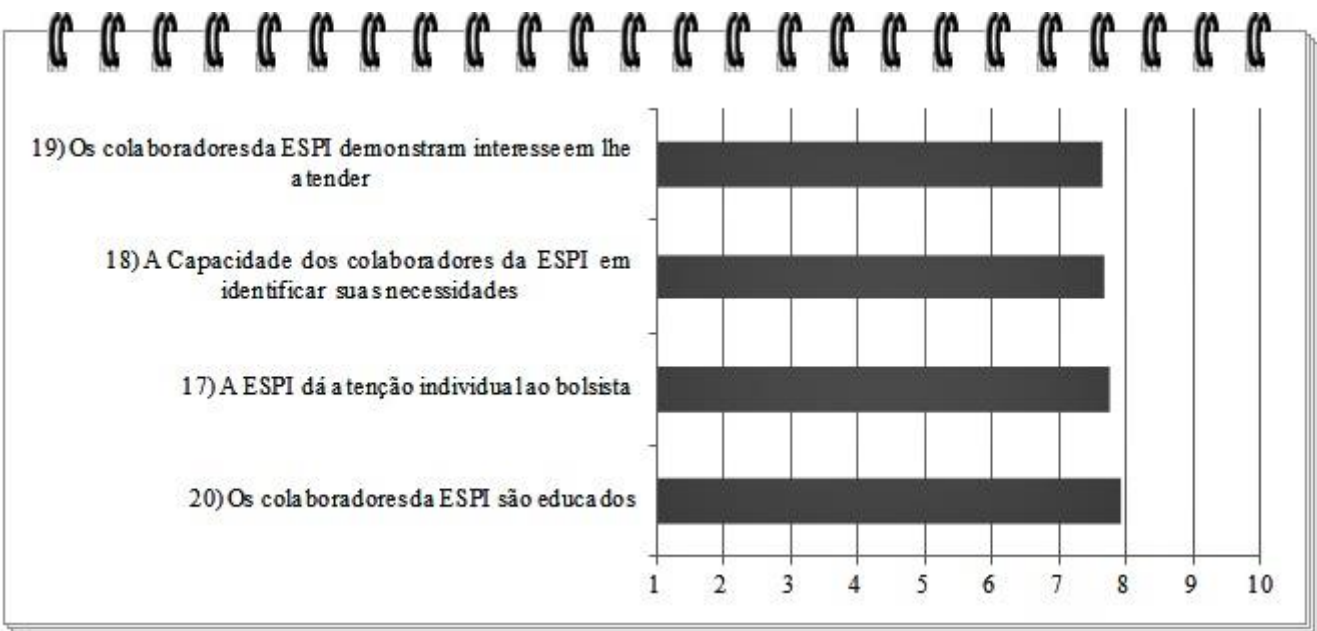 19) Os colaboradores da ESPI demonstram interesse em lhe
atender
18) A Capacidade dos colaboradores da ESPI em
identificar suas necessidades
17) A ESPI dá atenção individual ao bolsista
20) Os colaboradores da ESPI são educados
1 2 3 4 5 6 7 8 9 10